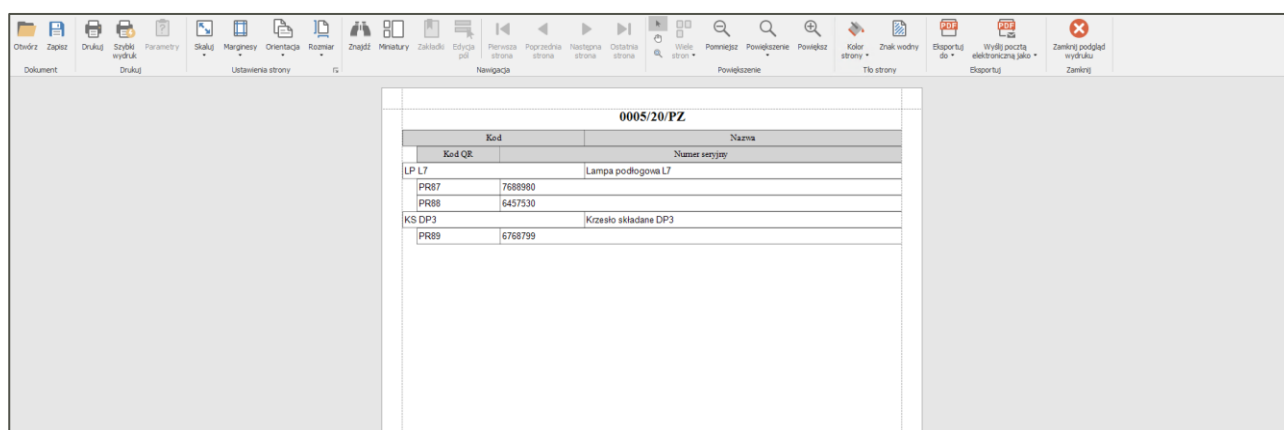 Otwórz Zapisz Drukuj Szybki wydruk Parametry Skaluj Marginesy Orientacja Rozmiar Znajdź Miniatury Zakładki Edycja pól Pierwsza strona Poprzednia strona Następna strona Ostatnia strona Wiele stron Pomniejsz Powiększenie Powiększ Kolor strony Znak wodny PDF Eksportuj do PDF Wyślij pocztą elektroniczną jako Zamknij podgląd wydruku
Dokument Drukuj Ustawienia strony Nawigacja Powiększenie Tło strony Eksportuj Zamknij
0005/20/PZ
Kod Nazwa
Kod QR Numer seryjny
LP L7 Lampa podłogowa L7
PR87 7688980
PR88 6457530
KS DP3 Krzesło składane DP3
PR89 6768799